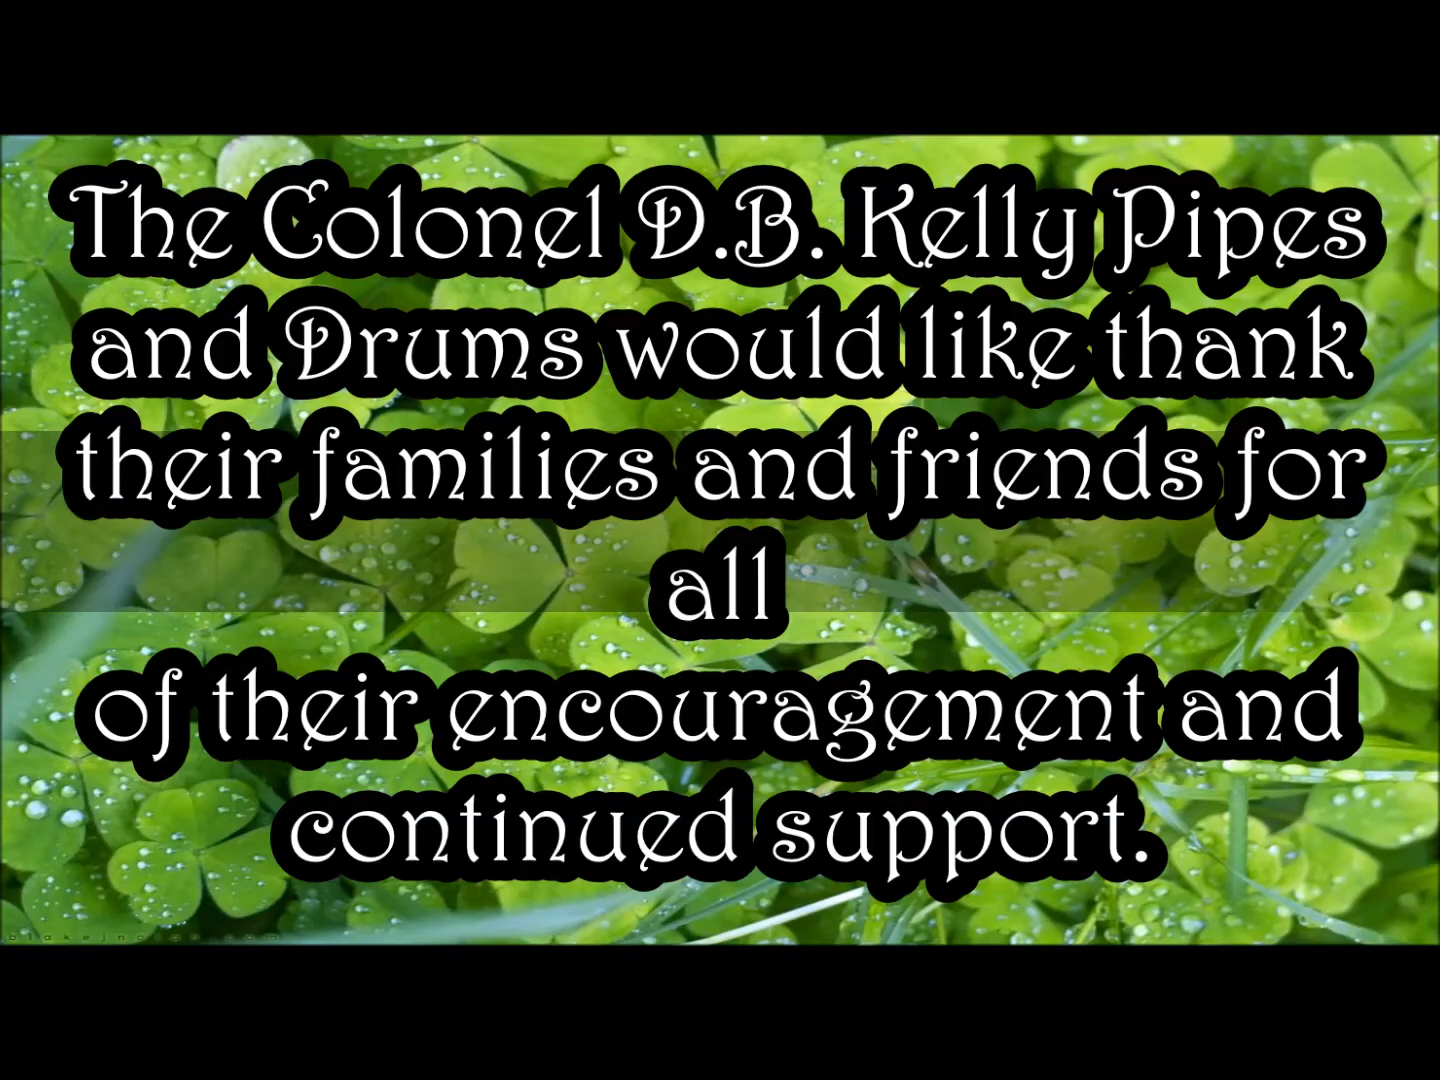 The Colonel D.B. Kelly Pipes
and Drums would like thank
their families and friends for
all
of their encouragement and
continued support.